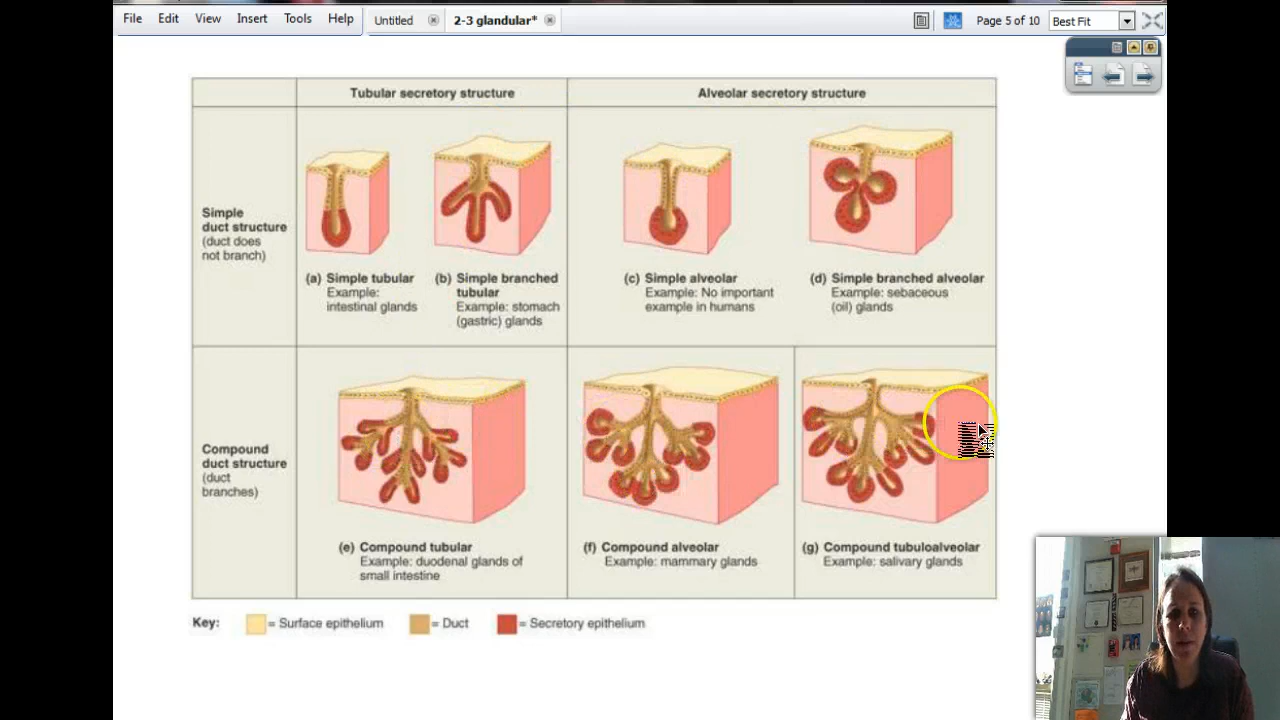 File Edit View Insert Tools Help
Untitled
2-3 glandular*
Page 5 of 10
Best Fit
Tubular secretory structure
Alveolar secretory structure
Simple
duct structure
(duct does
not branch)
(a) Simple tubular
Example:
intestinal glands
(b) Simple branched
tubular
Example: stomach
(gastric) glands
(c) Simple alveolar
Example: No important
example in humans
(d) Simple branched alveolar
Example: sebaceous
(oil) glands
Compound
duct structure
(duct
branches)
(e) Compound tubular
Example: duodenal glands of
small intestine
(f) Compound alveolar
Example: mammary glands
(g) Compound tubuloalveolar
Example: salivary glands
Key: = Surface epithelium = Duct = Secretory epithelium